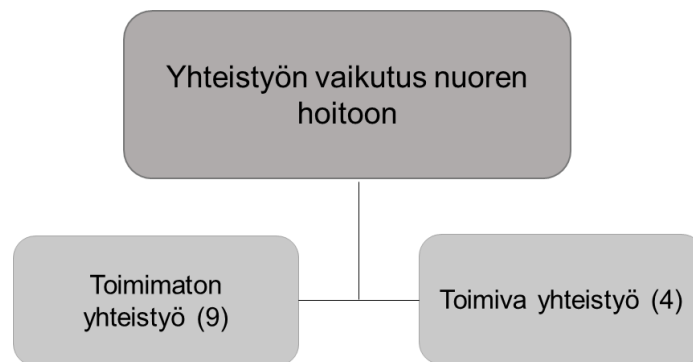 Yhteistyön vaikutus nuoren
hoitoon
Toimimaton
yhteistyö (9)
Toimiva yhteistyö (4)